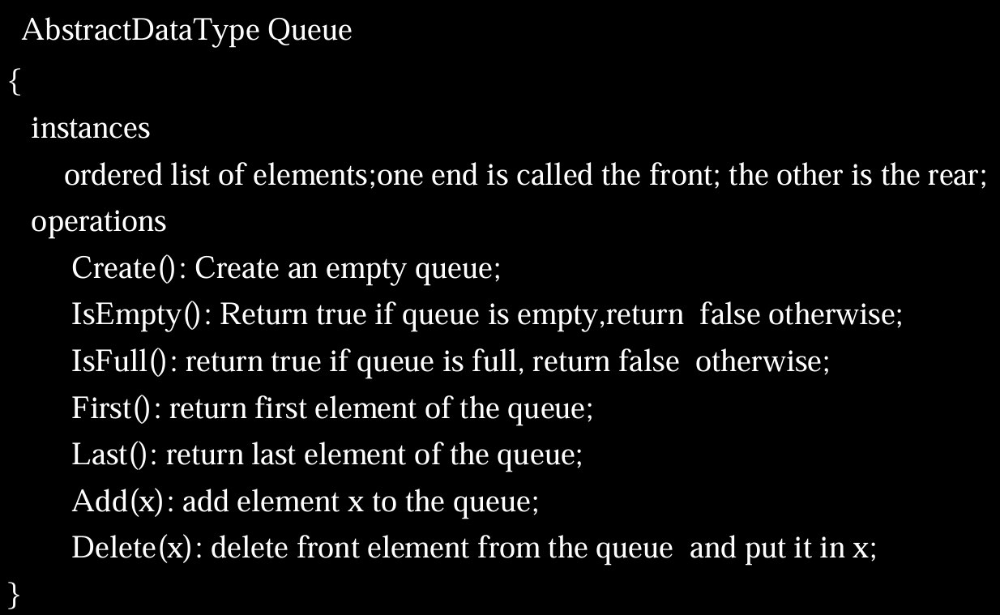 AbstractDataType Queue
{
instances
ordered list of elements;one end is called the front; the other is the rear;
operations
Create(): Create an empty queue;
IsEmpty(): Return true if queue is empty,return  false otherwise;
IsFull(): return true if queue is full, return false  otherwise;
First(): return first element of the queue;
Last(): return last element of the queue;
Add(x): add element x to the queue;
Delete(x): delete front element from the queue  and put it in x;
}